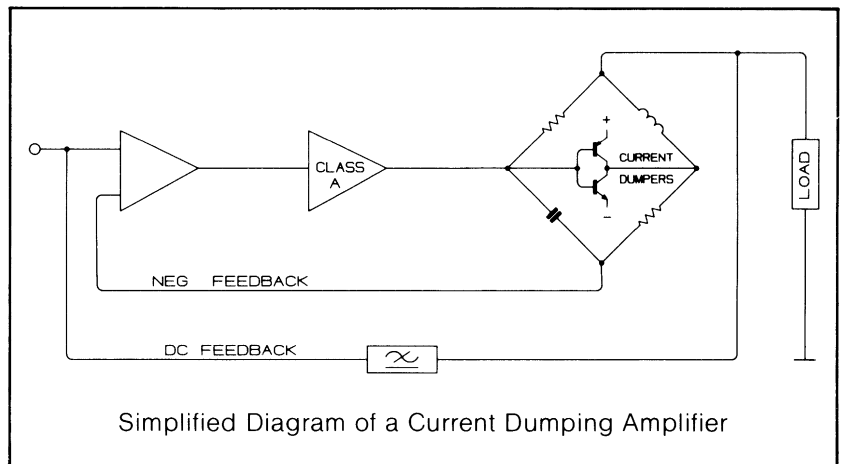 +
CURRENT
DUMPERS
−
CLASS
A
LOAD
NEG FEEDBACK
DC FEEDBACK
Simplified Diagram of a Current Dumping Amplifier